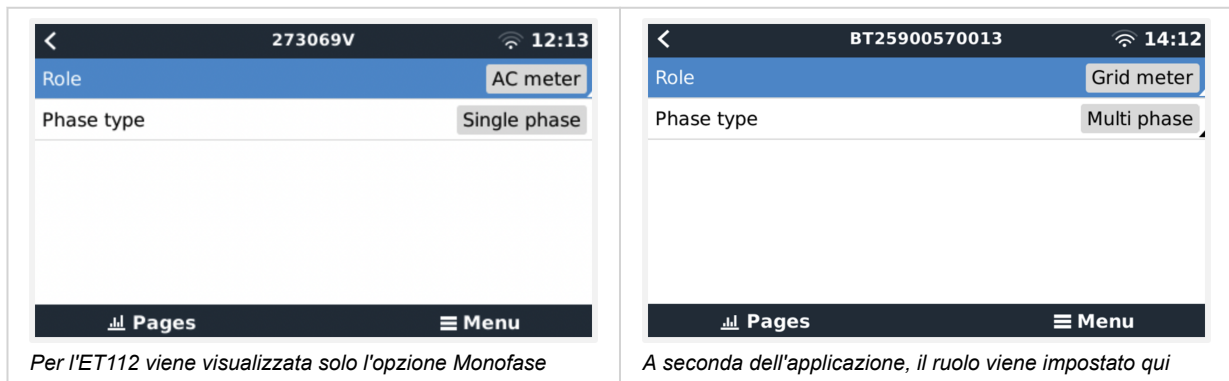 273069V 12:13
Role AC meter
Phase type Single phase
Pages Menu
Per l'ET112 viene visualizzata solo l'opzione Monofase
BT25900570013 14:12
Role Grid meter
Phase type Multi phase
Pages Menu
A seconda dell'applicazione, il ruolo viene impostato qui